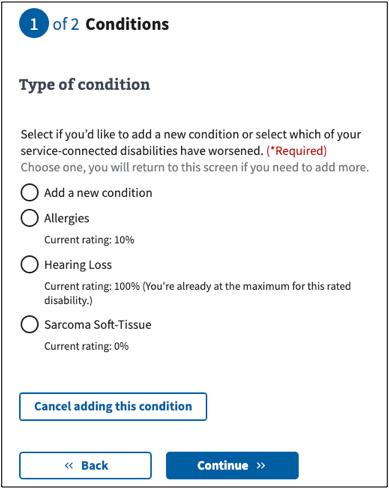 1 of 2 Conditions
Type of condition
Select if you'd like to add a new condition or select which of your
service-connected disabilities have worsened. (*Required)
Choose one, you will return to this screen if you need to add more.
Add a new condition
Allergies
Current rating: 10%
Hearing Loss
Current rating: 100% (You're already at the maximum for this rated
disability.)
Sarcoma Soft-Tissue
Current rating: 0%
Cancel adding this condition
« Back
Continue »